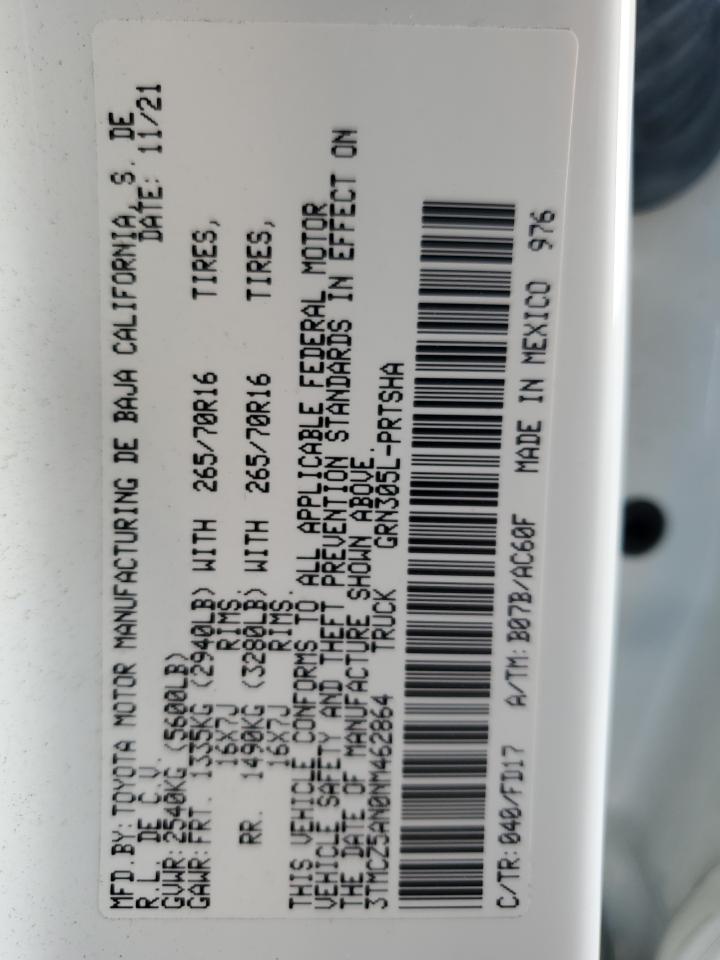 MFD.BY: TOYOTA MOTOR MANUFACTURING DE BAJA CALIFORNIA, S. DE
R.L. DE C.V. DATE: 11/21
GVWR: 2540KG (5600LB)
GAWR: FRT. 1335KG (2940LB) WITH 265/70R16 TIRES,
16X7J RIMS.
RR. 1490KG (3280LB) WITH 265/70R16 TIRES,
16X7J RIMS.
THIS VEHICLE CONFORMS TO ALL APPLICABLE FEDERAL MOTOR
VEHICLE SAFETY AND THEFT PREVENTION STANDARDS IN EFFECT ON
THE DATE OF MANUFACTURE SHOWN ABOVE.
3TMCZ5AN0NM462864 TRUCK GRN305L-PRTSHA
C/TR: 040/FD17 A/TM: B07B/AC60F MADE IN MEXICO 976